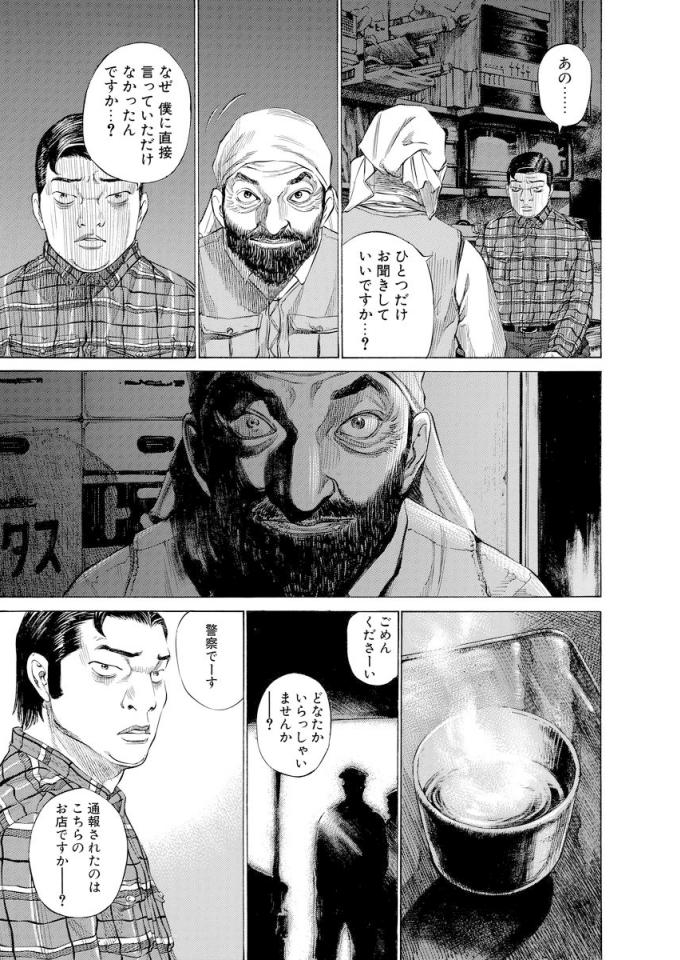 あの……
ひとつだけ
お聞きして
いいですか…?
なぜ 僕に直接
言っていただけ
なかったん
ですか…?
タス
ごめん
くださーい
どなたか
いらっしゃい
ませんか
――?
警察でーす
通報されたのは
こちらの
お店ですか――?